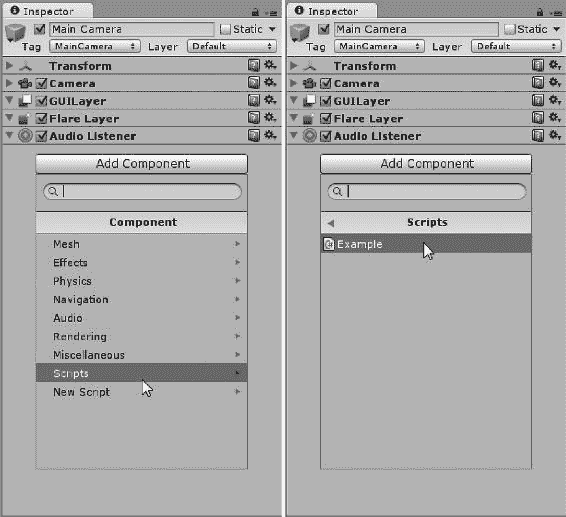 Inspector
Main Camera Static
Tag MainCamera Layer Default
Transform
Camera
GUILayer
Flare Layer
Audio Listener
Add Component
Component
Mesh
Effects
Physics
Navigation
Audio
Rendering
Miscellaneous
Scripts
New Script
Inspector
Main Camera Static
Tag MainCamera Layer Default
Transform
Camera
GUILayer
Flare Layer
Audio Listener
Add Component
Scripts
Example